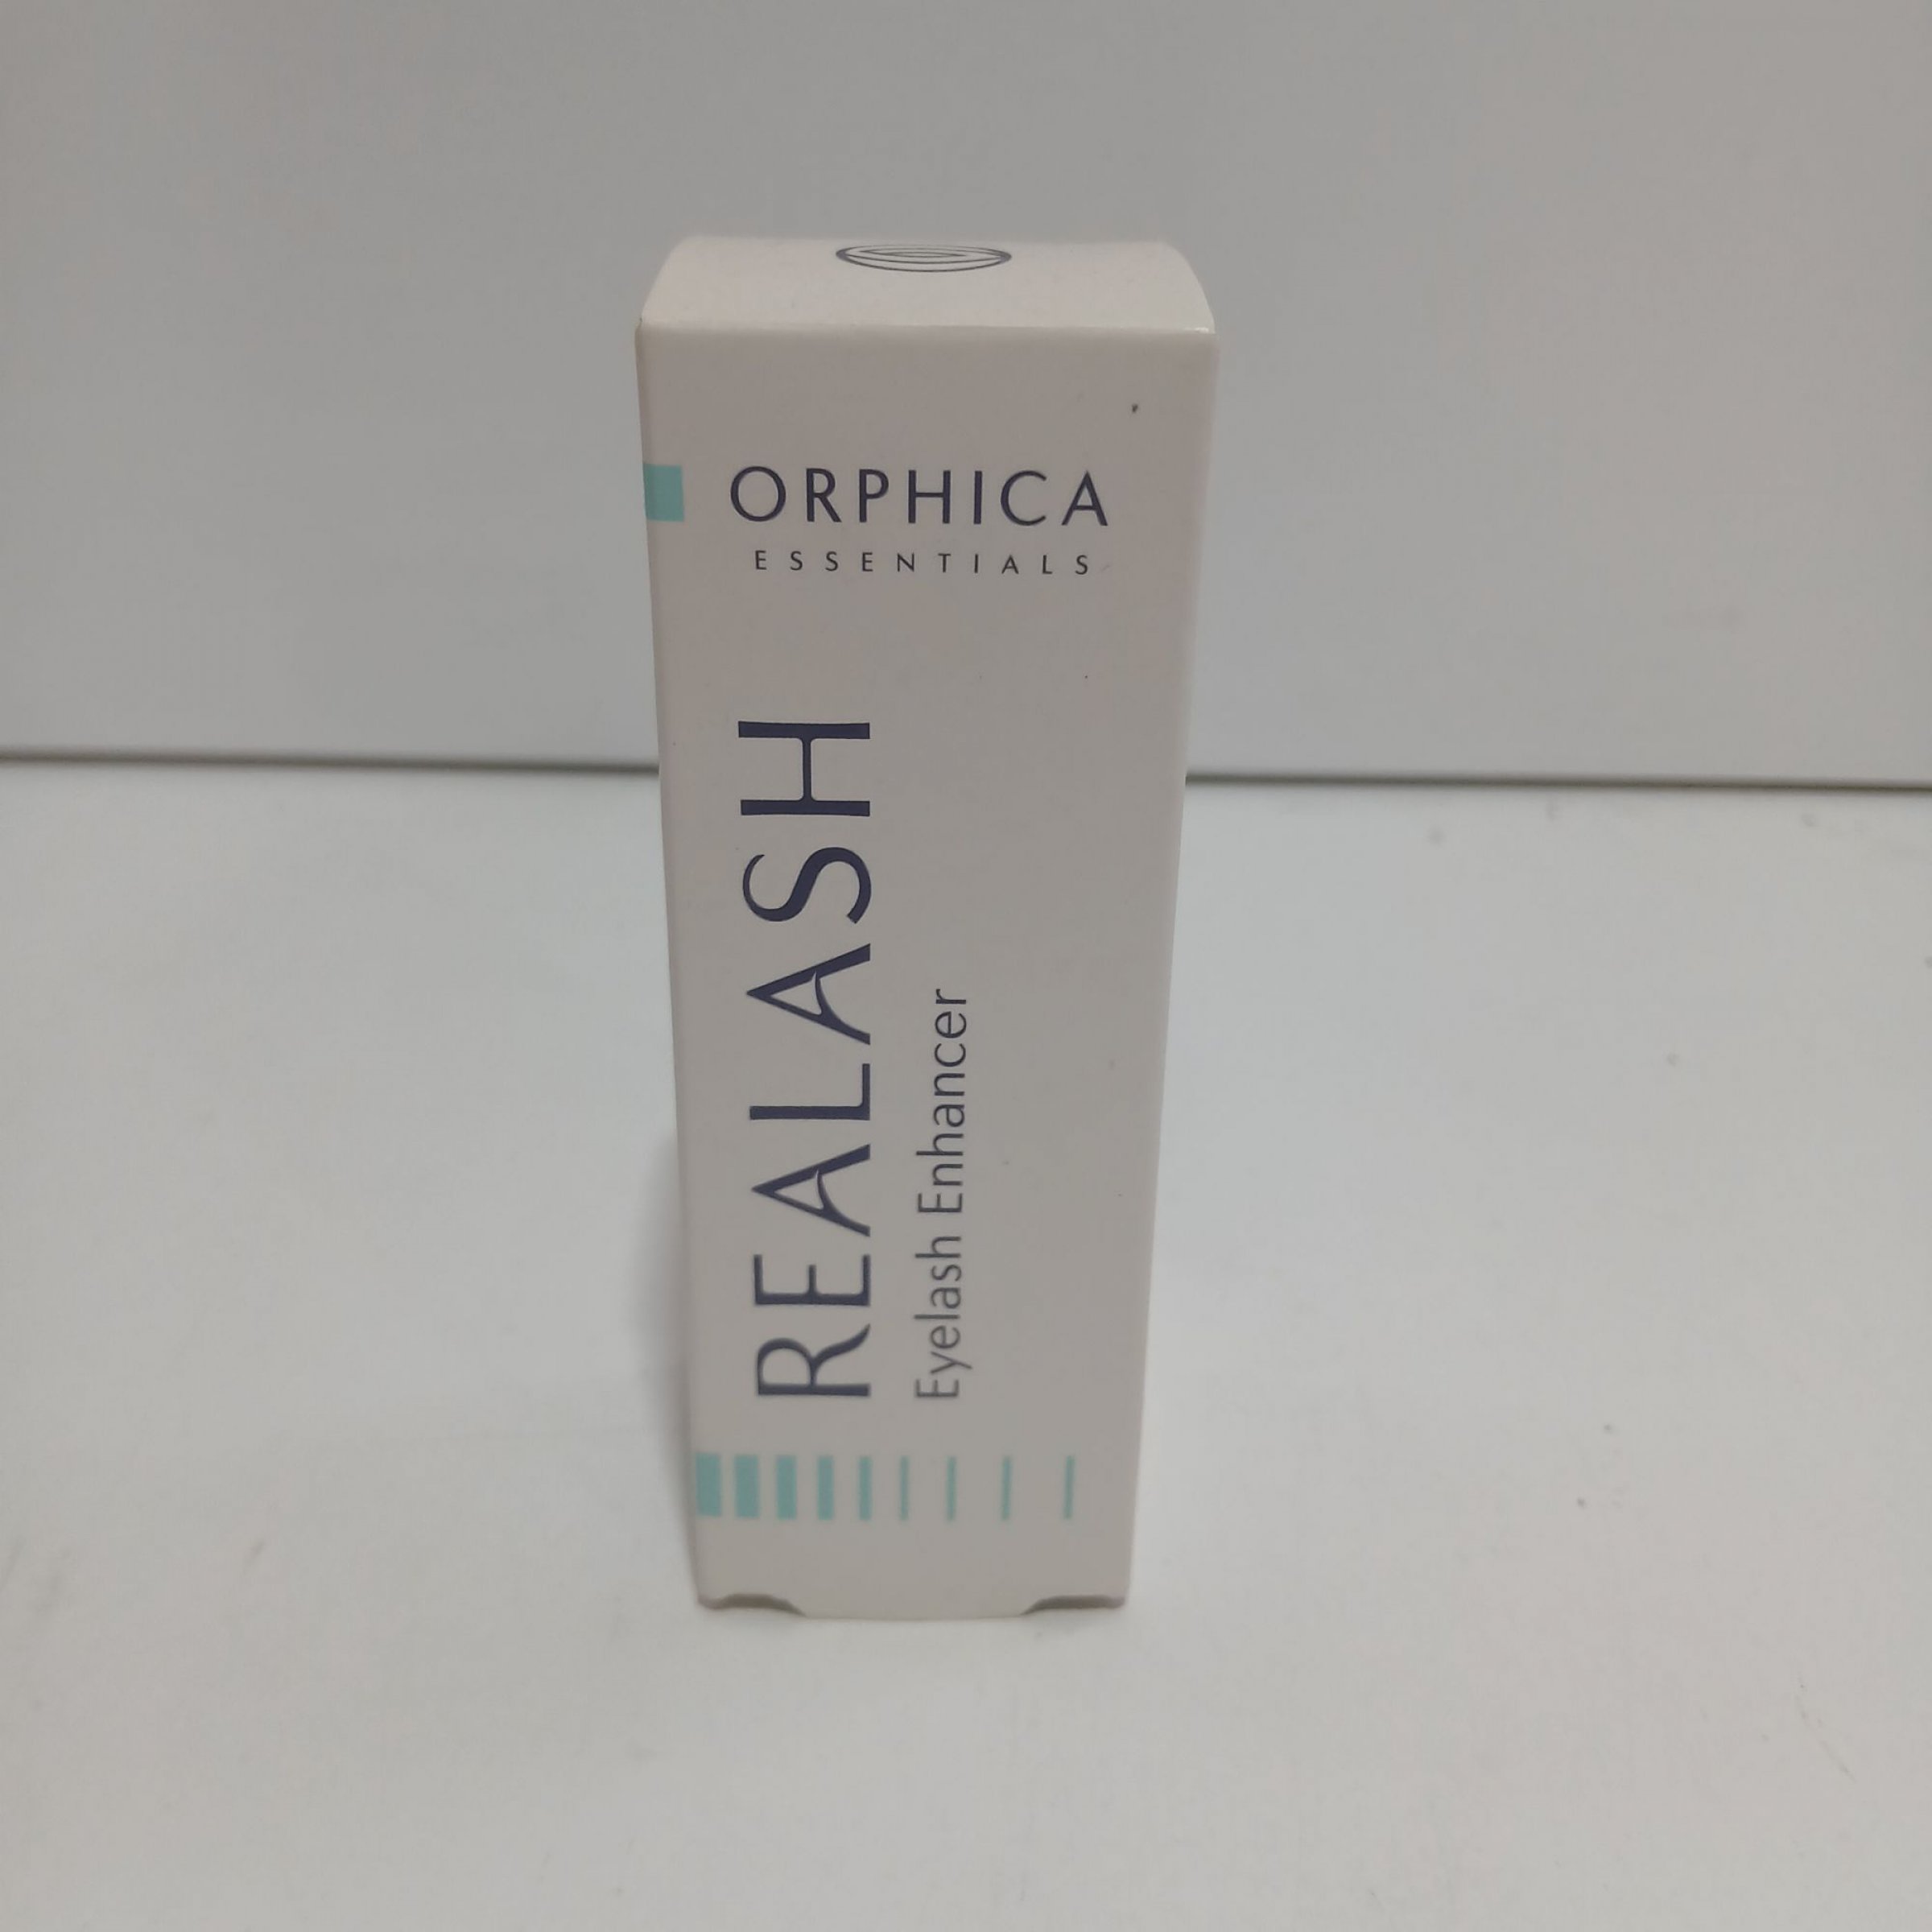 ORPHICA
ESSENTIALS
REALASH
Eyelash Enhancer